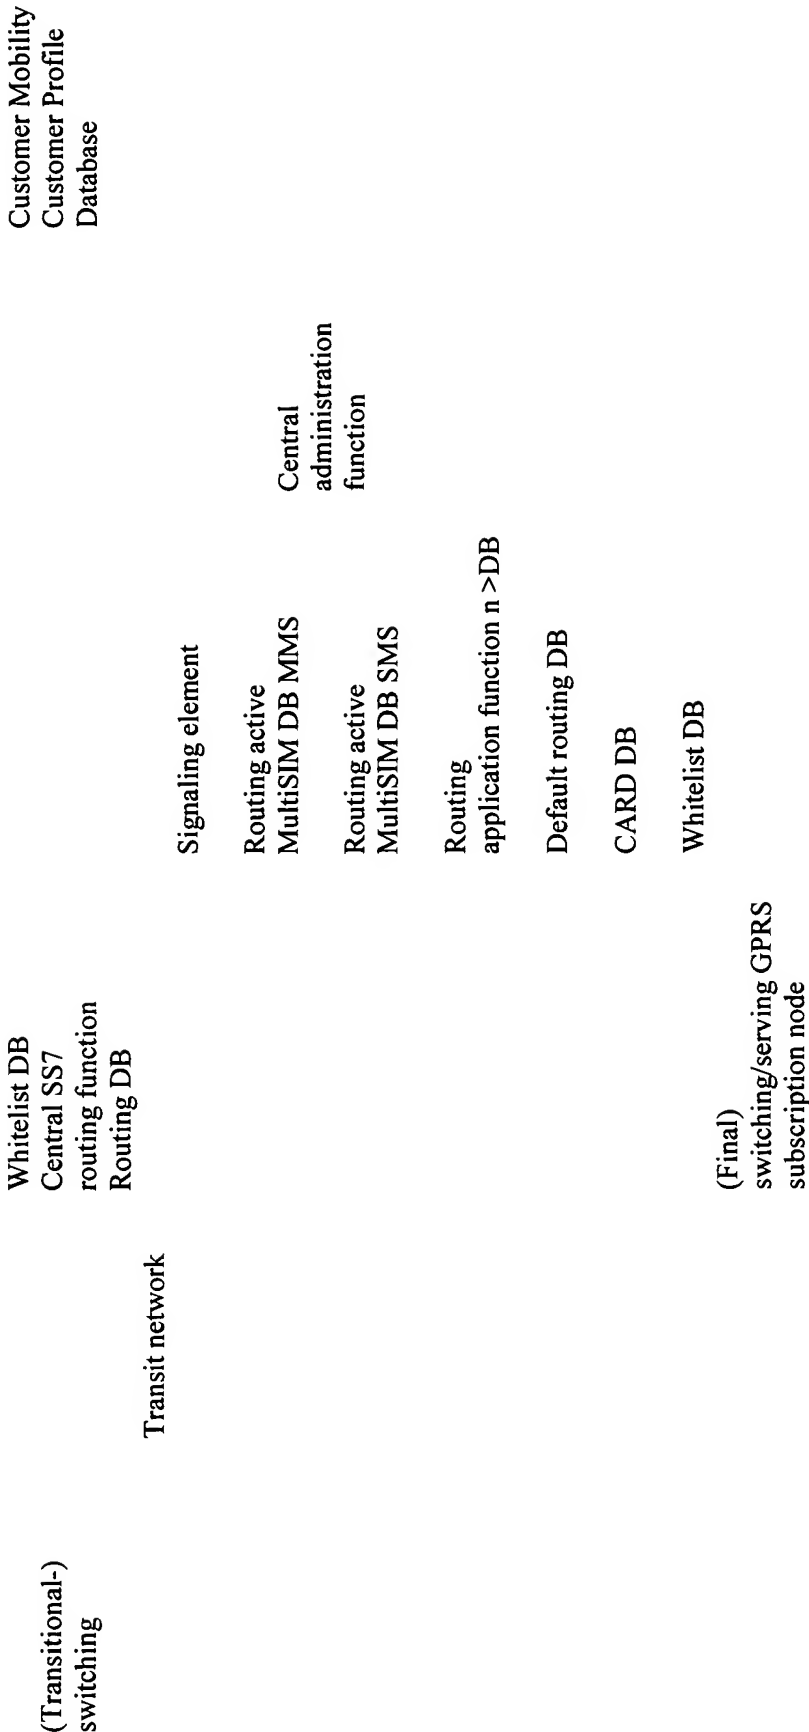 (Transitional-)
switching
Transit network
Whitelist DB
Central SS7
routing function
Routing DB
(Final)
switching/serving GPRS
subscription node
Signaling element
Routing active
MultiSIM DB MMS
Routing active
MultiSIM DB SMS
Routing
application function n >DB
Default routing DB
CARD DB
Whitelist DB
Central
administration
function
Customer Mobility
Customer Profile
Database